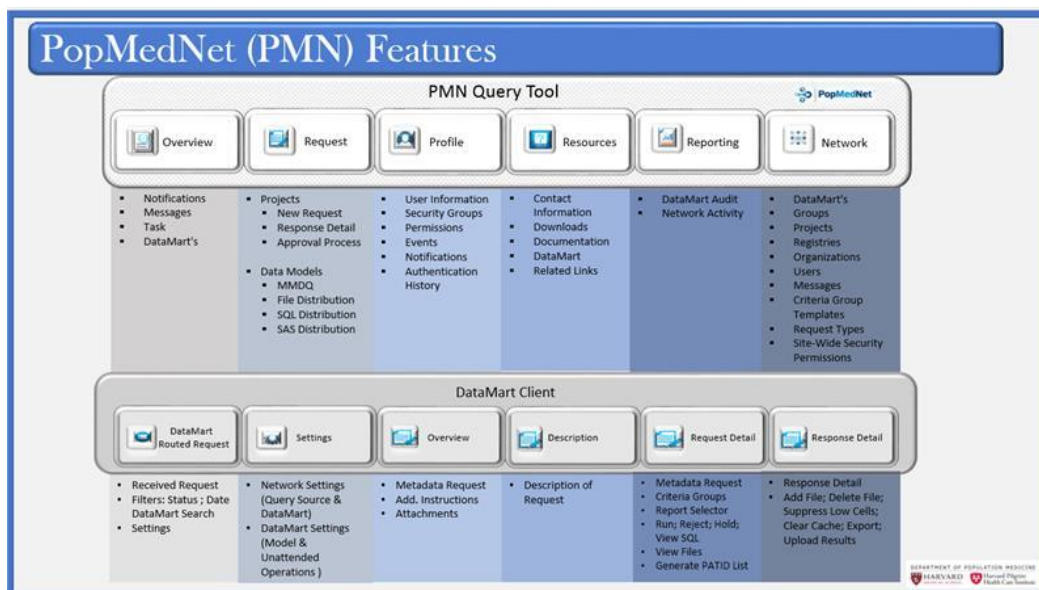 PopMedNet (PMN) Features
PMN Query Tool
PopMedNet
Overview
Request
Profile
Resources
Reporting
Network
Notifications
Messages
Task
DataMart's
Projects
New Request
Response Detail
Approval Process
Data Models
MMDQ
File Distribution
SQL Distribution
SAS Distribution
User Information
Security Groups
Permissions
Events
Notifications
Authentication
History
Contact
Information
Downloads
Documentation
DataMart
Related Links
DataMart Audit
Network Activity
DataMart's
Groups
Projects
Registries
Organizations
Users
Messages
Criteria Group
Templates
Request Types
Site-Wide Security
Permissions
DataMart Client
DataMart
Routed Request
Settings
Overview
Description
Request Detail
Response Detail
Received Request
Filters: Status ; Date
DataMart Search
Settings
Network Settings
(Query Source &
DataMart)
DataMart Settings
(Model &
Unattended
Operations )
Metadata Request
Add. Instructions
Attachments
Description of
Request
Metadata Request
Criteria Groups
Report Selector
Run; Reject; Hold;
View SQL
View Files
Generate PATID List
Response Detail
Add File; Delete File;
Suppress Low Cells;
Clear Cache; Export;
Upload Results
DEPARTMENT OF POPULATION MEDICINE
HARVARD
Harvard Pilgrim
Health Care Institute